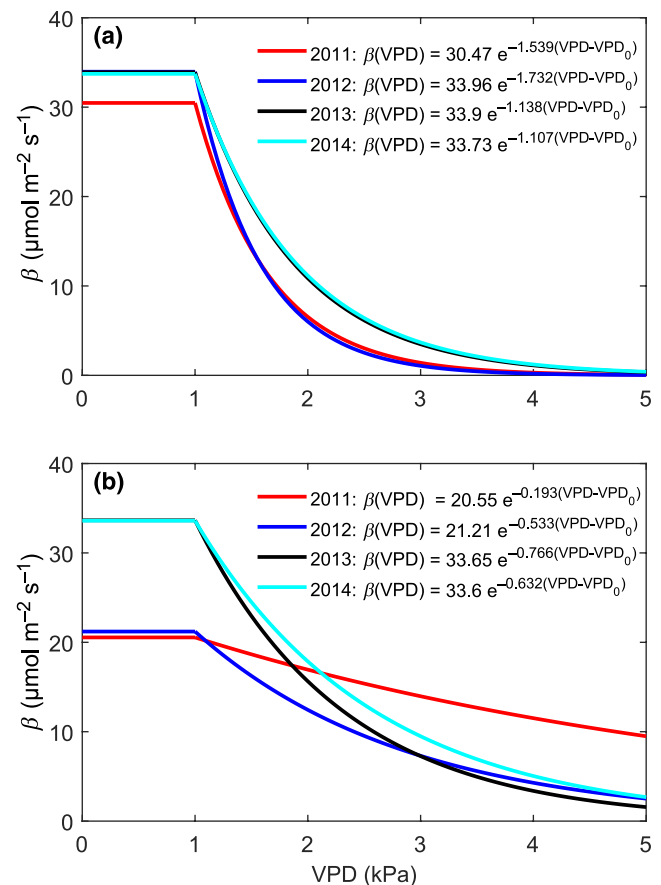 (a)
40
30
20
10
0
β (μmol m−2 s−1)
2011: β(VPD) = 30.47 e−1.539(VPD-VPD0)
2012: β(VPD) = 33.96 e−1.732(VPD-VPD0)
2013: β(VPD) = 33.9 e−1.138(VPD-VPD0)
2014: β(VPD) = 33.73 e−1.107(VPD-VPD0)
0 1 2 3 4 5
(b)
40
30
20
10
0
β (μmol m−2 s−1)
2011: β(VPD) = 20.55 e−0.193(VPD-VPD0)
2012: β(VPD) = 21.21 e−0.533(VPD-VPD0)
2013: β(VPD) = 33.65 e−0.766(VPD-VPD0)
2014: β(VPD) = 33.6 e−0.632(VPD-VPD0)
0 1 2 3 4 5
VPD (kPa)